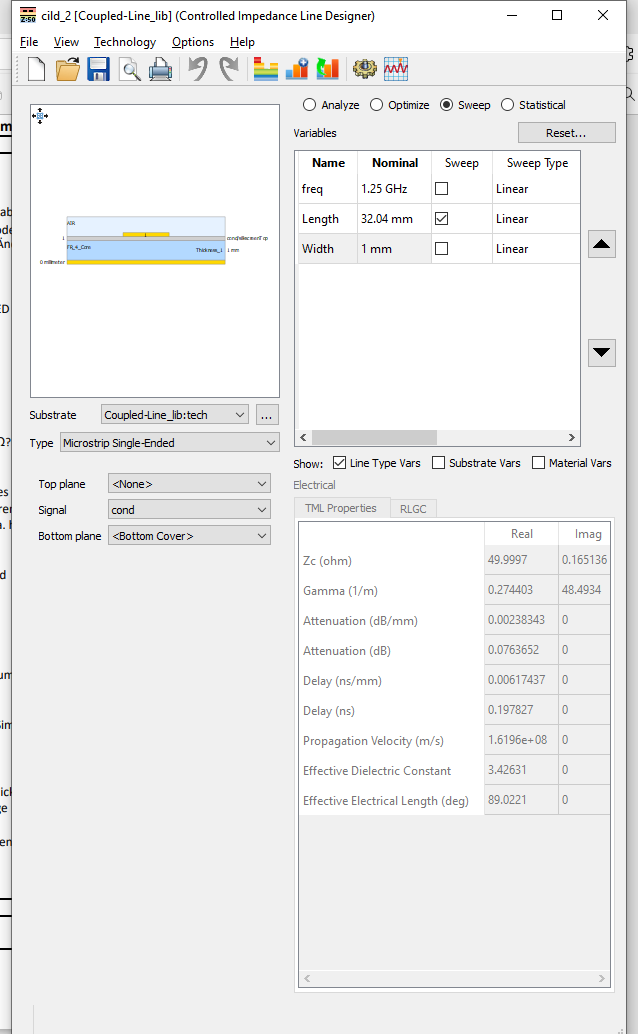 cild_2 [Coupled-Line_lib] (Controlled Impedance Line Designer)
File View Technology Options Help
Analyze Optimize Sweep Statistical
Variables Reset...
Name Nominal Sweep Sweep Type
freq 1.25 GHz Linear
Length 32.04 mm Linear
Width 1 mm Linear
AIR
FR_4_Core
Thickness_1 1 mm
0 millimeter
Substrate Coupled-Line_lib:tech ...
Type Microstrip Single-Ended
Show: Line Type Vars Substrate Vars Material Vars
Top plane <None>
Signal cond
Bottom plane <Bottom Cover>
Electrical
TML Properties RLGC
Real Imag
Zc (ohm) 49.9997 0.165136
Gamma (1/m) 0.274403 48.4934
Attenuation (dB/mm) 0.00238343 0
Attenuation (dB) 0.0763652 0
Delay (ns/mm) 0.00617437 0
Delay (ns) 0.197827 0
Propagation Velocity (m/s) 1.6196e+08 0
Effective Dielectric Constant 3.42631 0
Effective Electrical Length (deg) 89.0221 0